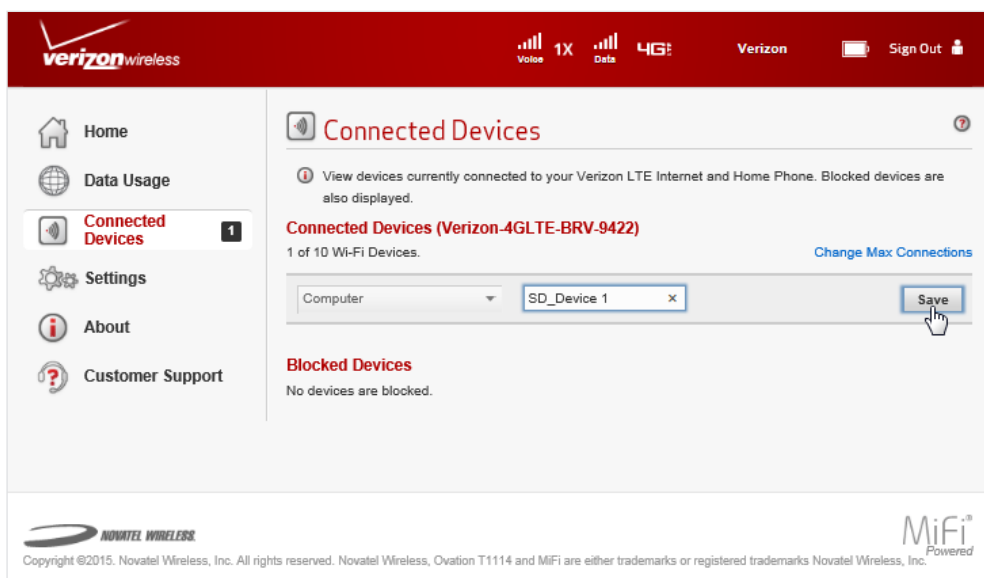 verizonwireless
Voice 1X Data 4G LTE Verizon Sign Out
Home
Data Usage
Connected Devices 1
Settings
About
Customer Support
Connected Devices
?
View devices currently connected to your Verizon LTE Internet and Home Phone. Blocked devices are
also displayed.
Connected Devices (Verizon-4GLTE-BRV-9422)
1 of 10 Wi-Fi Devices. Change Max Connections
Computer SD_Device 1 × Save
Blocked Devices
No devices are blocked.
NOVATEL WIRELESS
MiFi®
Powered
Copyright ©2015. Novatel Wireless, Inc. All rights reserved. Novatel Wireless, Ovation T1114 and MiFi are either trademarks or registered trademarks Novatel Wireless, Inc.